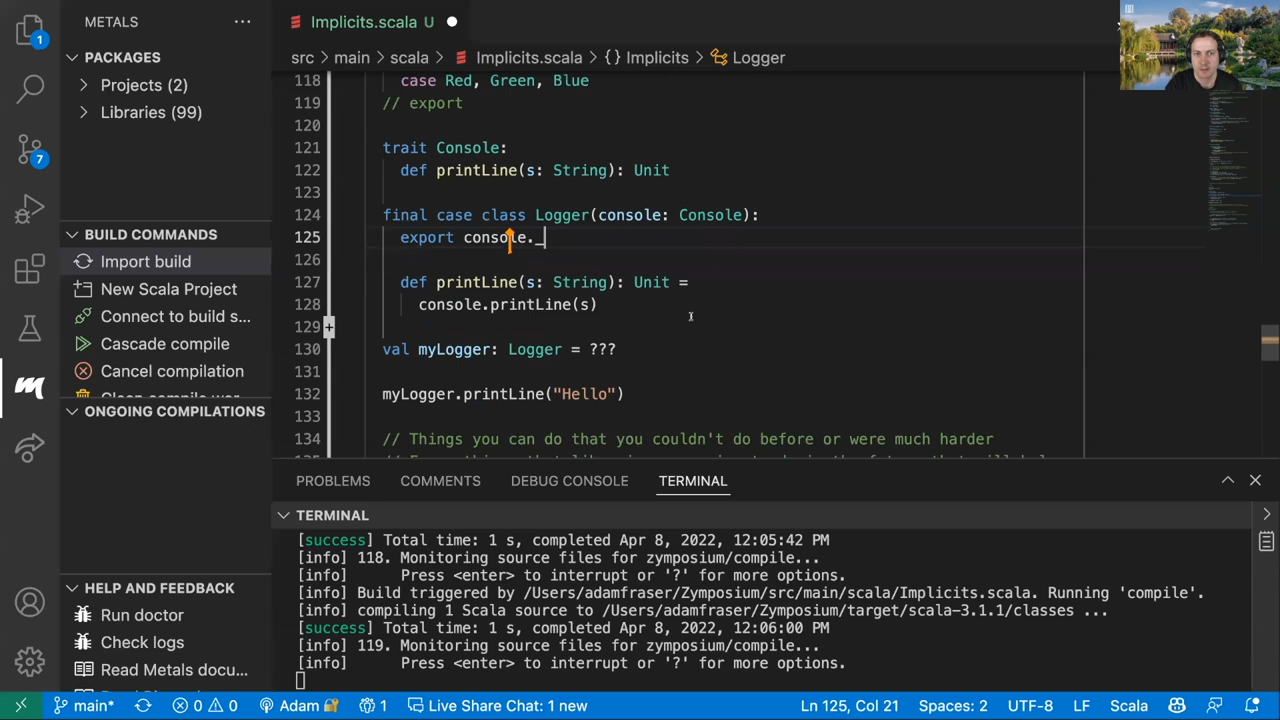 METALS
PACKAGES
Projects (2)
Libraries (99)
BUILD COMMANDS
Import build
New Scala Project
Connect to build s...
Cascade compile
Cancel compilation
ONGOING COMPILATIONS
HELP AND FEEDBACK
Run doctor
Check logs
Read Metals docu...
1
7
Implicits.scala U
src > main > scala > Implicits.scala > {} Implicits > Logger
118 case Red, Green, Blue
119 // export
120
121 trait Console:
122 def printLine(s: String): Unit
123
124 final case class Logger(console: Console):
125 export console._
126
127 def printLine(s: String): Unit =
128 console.printLine(s)
129
130 val myLogger: Logger = ???
131
132 myLogger.printLine("Hello")
133
134 // Things you can do that you couldn't do before or were much harder
PROBLEMS COMMENTS DEBUG CONSOLE TERMINAL
TERMINAL
[success] Total time: 1 s, completed Apr 8, 2022, 12:05:42 PM
[info] 118. Monitoring source files for zymposium/compile...
[info] Press <enter> to interrupt or '?' for more options.
[info] Build triggered by /Users/adamfraser/Zymposium/src/main/scala/Implicits.scala. Running 'compile'.
[info] compiling 1 Scala source to /Users/adamfraser/Zymposium/target/scala-3.1.1/classes ...
[success] Total time: 1 s, completed Apr 8, 2022, 12:06:00 PM
[info] 119. Monitoring source files for zymposium/compile...
[info] Press <enter> to interrupt or '?' for more options.
main* 0 0 Adam 1 Live Share Chat: 1 new Ln 125, Col 21 Spaces: 2 UTF-8 LF Scala